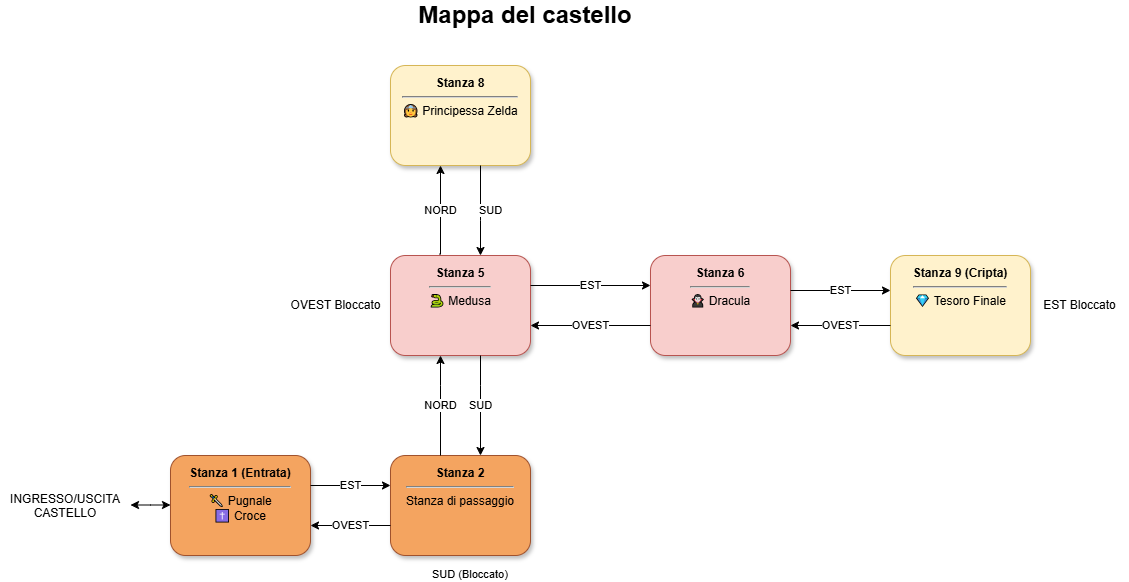 Mappa del castello
Stanza 8
Principessa Zelda
NORD
SUD
Stanza 5
Medusa
OVEST Bloccato
EST
OVEST
Stanza 6
Dracula
EST
OVEST
Stanza 9 (Cripta)
Tesoro Finale
EST Bloccato
NORD
SUD
INGRESSO/USCITA
CASTELLO
Stanza 1 (Entrata)
Pugnale
Croce
EST
OVEST
Stanza 2
Stanza di passaggio
SUD (Bloccato)